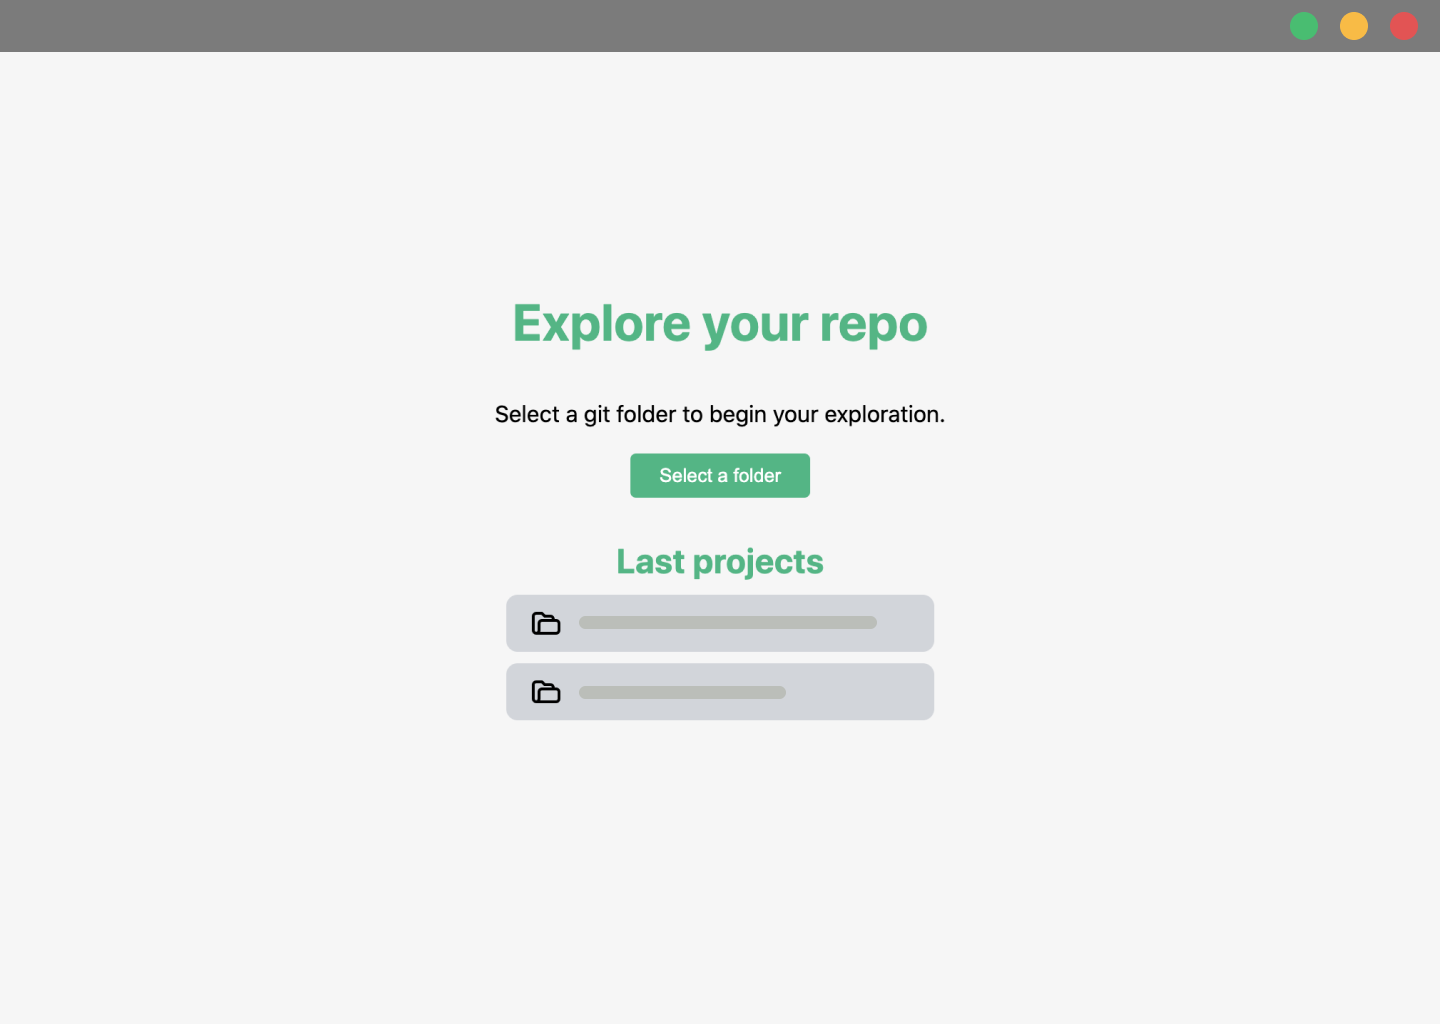 Explore your repo
Select a git folder to begin your exploration.
Select a folder
Last projects